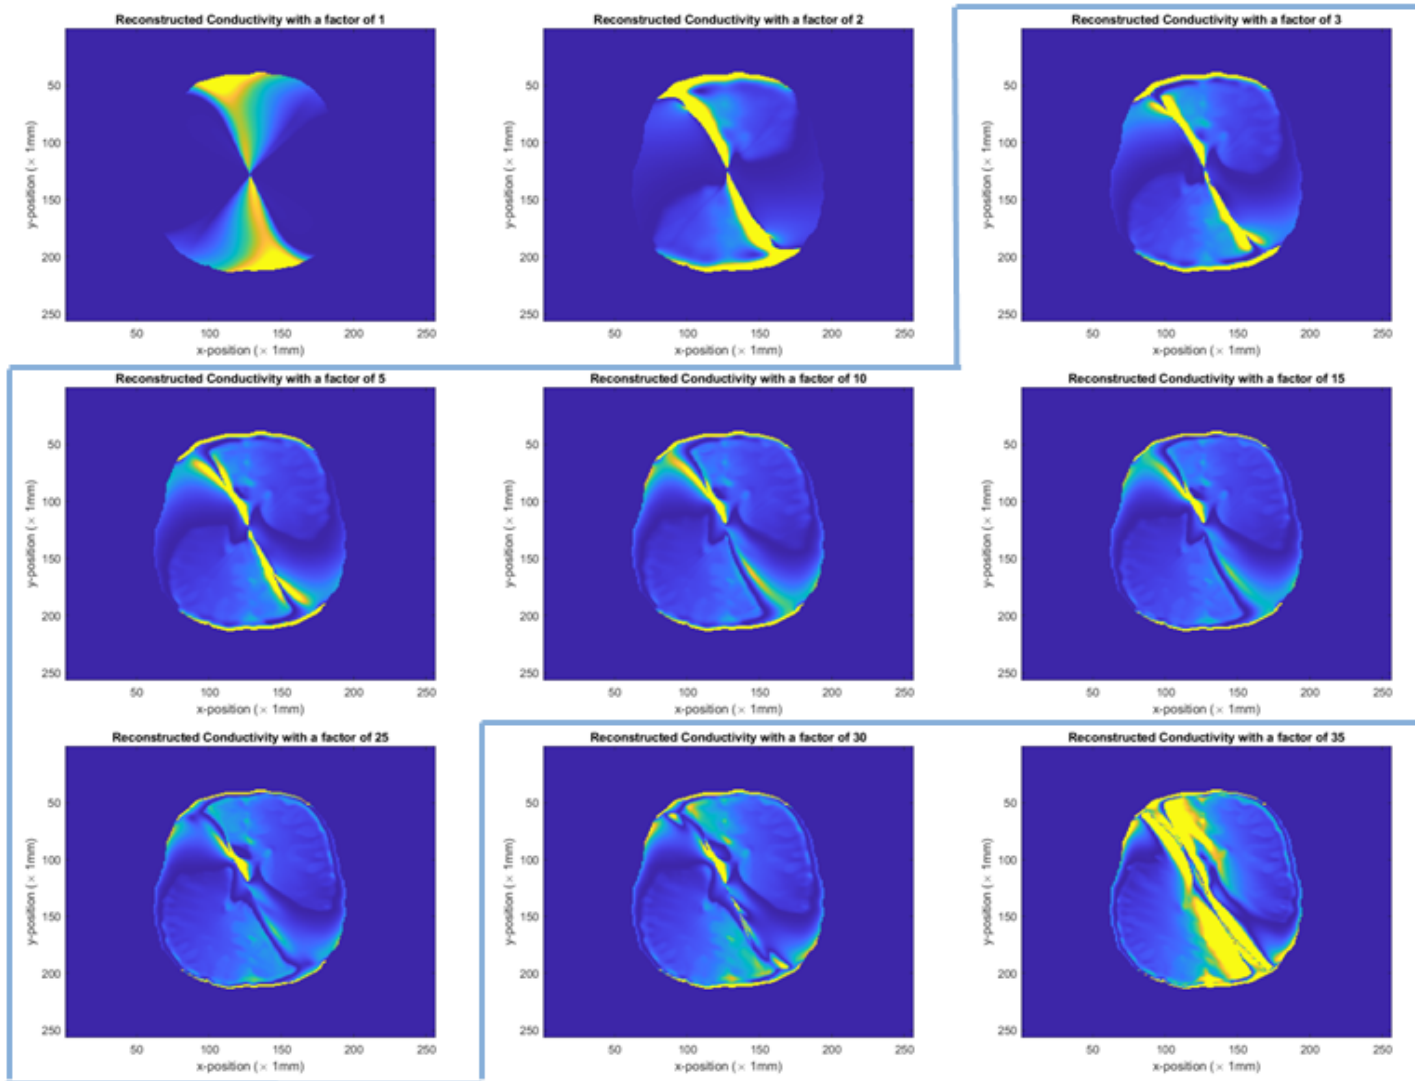 Reconstructed Conductivity with a factor of 1
Reconstructed Conductivity with a factor of 2
Reconstructed Conductivity with a factor of 3
50
100
150
200
250
y-position (× 1mm)
50 100 150 200 250
x-position (× 1mm)
50
100
150
200
250
y-position (× 1mm)
50 100 150 200 250
x-position (× 1mm)
50
100
150
200
250
y-position (× 1mm)
50 100 150 200 250
x-position (× 1mm)
Reconstructed Conductivity with a factor of 5
Reconstructed Conductivity with a factor of 10
Reconstructed Conductivity with a factor of 15
50
100
150
200
250
y-position (× 1mm)
50 100 150 200 250
x-position (× 1mm)
50
100
150
200
250
y-position (× 1mm)
50 100 150 200 250
x-position (× 1mm)
50
100
150
200
250
y-position (× 1mm)
50 100 150 200 250
x-position (× 1mm)
Reconstructed Conductivity with a factor of 25
Reconstructed Conductivity with a factor of 30
Reconstructed Conductivity with a factor of 35
50
100
150
200
250
y-position (× 1mm)
50 100 150 200 250
x-position (× 1mm)
50
100
150
200
250
y-position (× 1mm)
50 100 150 200 250
x-position (× 1mm)
50
100
150
200
250
y-position (× 1mm)
50 100 150 200 250
x-position (× 1mm)